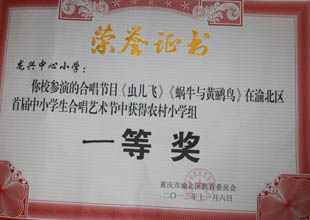 荣誉证书
龙兴中心小学：
你校参演的合唱节目《虫儿飞》《蜗牛与黄鹂鸟》在渝北区
首届中小学生合唱艺术节中获得农村小学组
一等奖
重庆市渝北区教育委员会
二〇一三年十一月六日